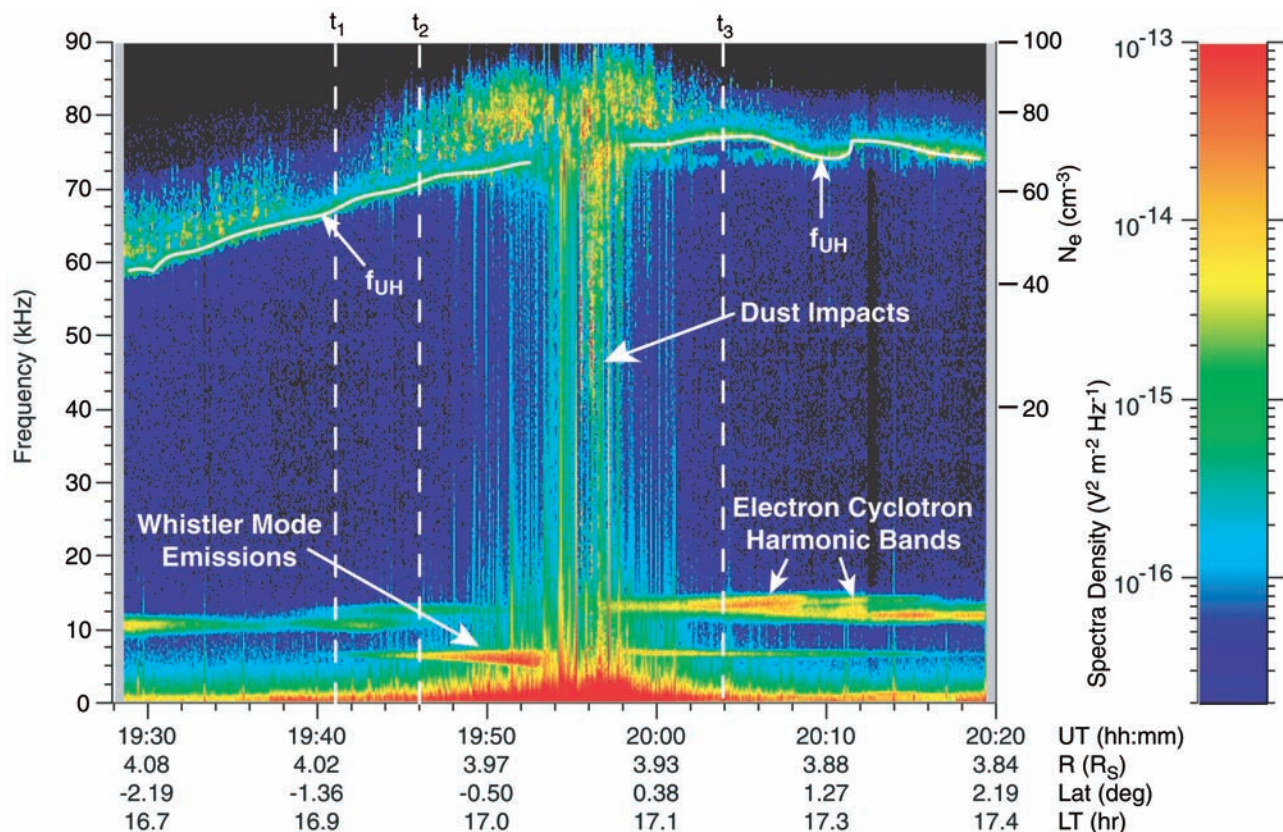 t1 t2 t3
90
80
70
60
50
40
30
20
10
0
Frequency (kHz)
fUH
fUH
Dust Impacts
Whistler Mode
Emissions
Electron Cyclotron
Harmonic Bands
100
80
60
40
20
Ne (cm-3)
10-13
10-14
10-15
10-16
Spectra Density (V2 m-2 Hz-1)
19:30 19:40 19:50 20:00 20:10 20:20 UT (hh:mm)
4.08 4.02 3.97 3.93 3.88 3.84 R (RS)
-2.19 -1.36 -0.50 0.38 1.27 2.19 Lat (deg)
16.7 16.9 17.0 17.1 17.3 17.4 LT (hr)